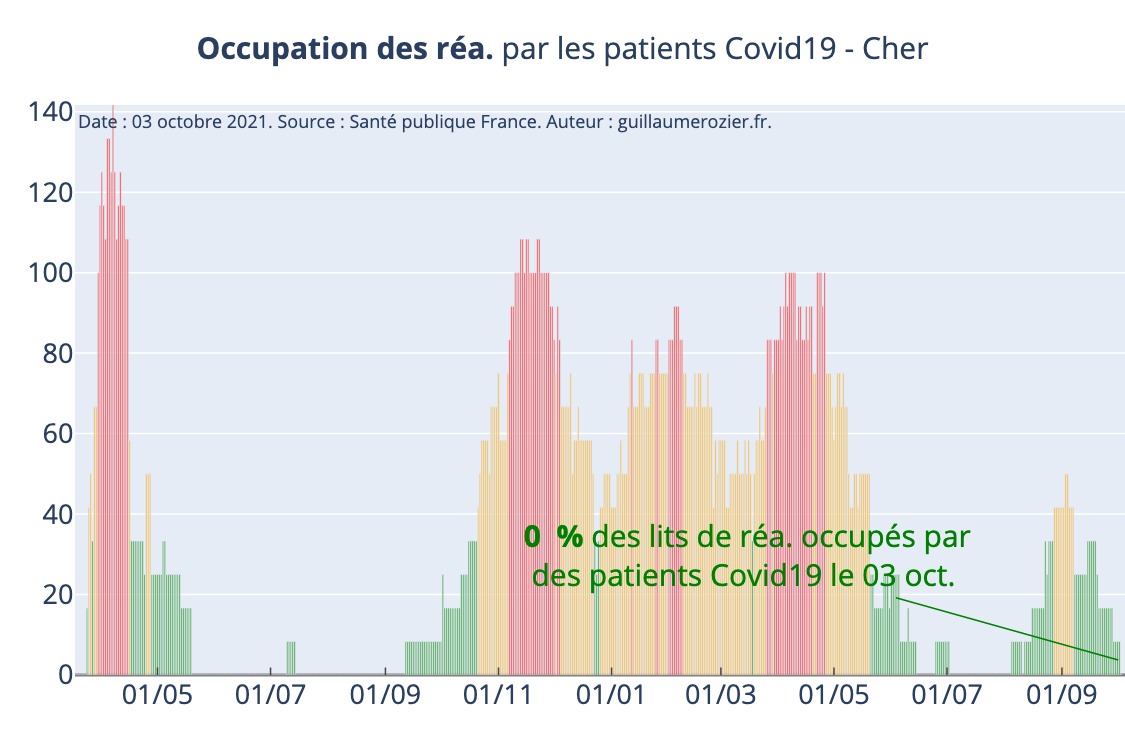 Occupation des réa. par les patients Covid19 - Cher
140
Date : 03 octobre 2021. Source : Santé publique France. Auteur : guillaumerozier.fr.
120
100
80
60
40
0 % des lits de réa. occupés par
des patients Covid19 le 03 oct.
20
0
01/05 01/07 01/09 01/11 01/01 01/03 01/05 01/07 01/09